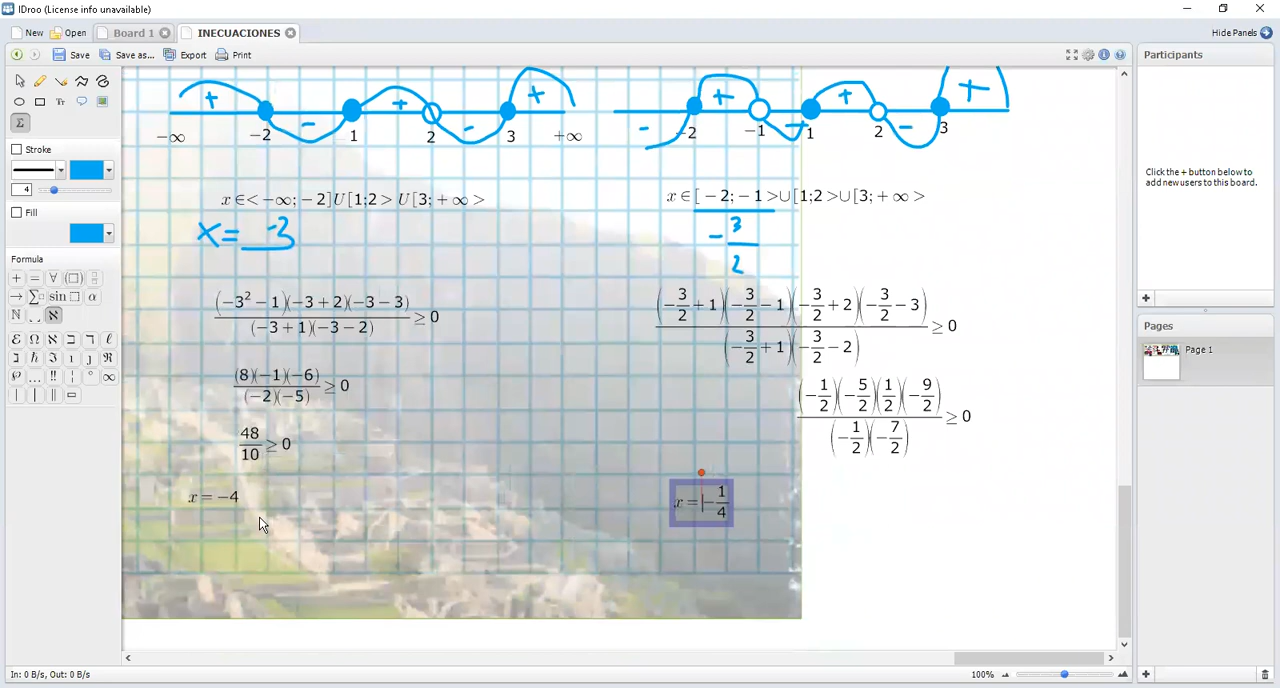 IDroo (License info unavailable)
New Open Board 1 INECUACIONES Hide Panels
Save Save as... Export Print
Participants
Click the + button below to
add new users to this board.
Pages
Page 1
Tr
Σ
Stroke
4
Fill
Formula
+ = ∀ (□)
→ Σ sin □ α
ℕ ℵ
ℰ Ω ℵ ℶ ℸ ℓ
ℷ ℏ ℑ ı ȷ ℜ
℘ … !! ¦ ° ∞
| | ‖ ▭
+ - + - +
−∞ −2 1 2 3 +∞
- + - + - +
−2 −1 1 2 3
x∈<−∞;−2]U[1;2> U[3;+∞>
x= -3
(−3²−1)(−3+2)(−3−3)/(−3+1)(−3−2) ≥0
(8)(−1)(−6)/(−2)(−5) ≥0
48/10 ≥0
x=−4
x∈[−2;−1>∪[1;2>∪[3;+∞>
-3/2
(−3/2+1)(−3/2−1)(−3/2+2)(−3/2−3)/(−3/2+1)(−3/2−2) ≥0
(−1/2)(−5/2)(1/2)(−9/2)/(−1/2)(−7/2) ≥0
x=−1/4
In: 0 B/s, Out: 0 B/s 100%